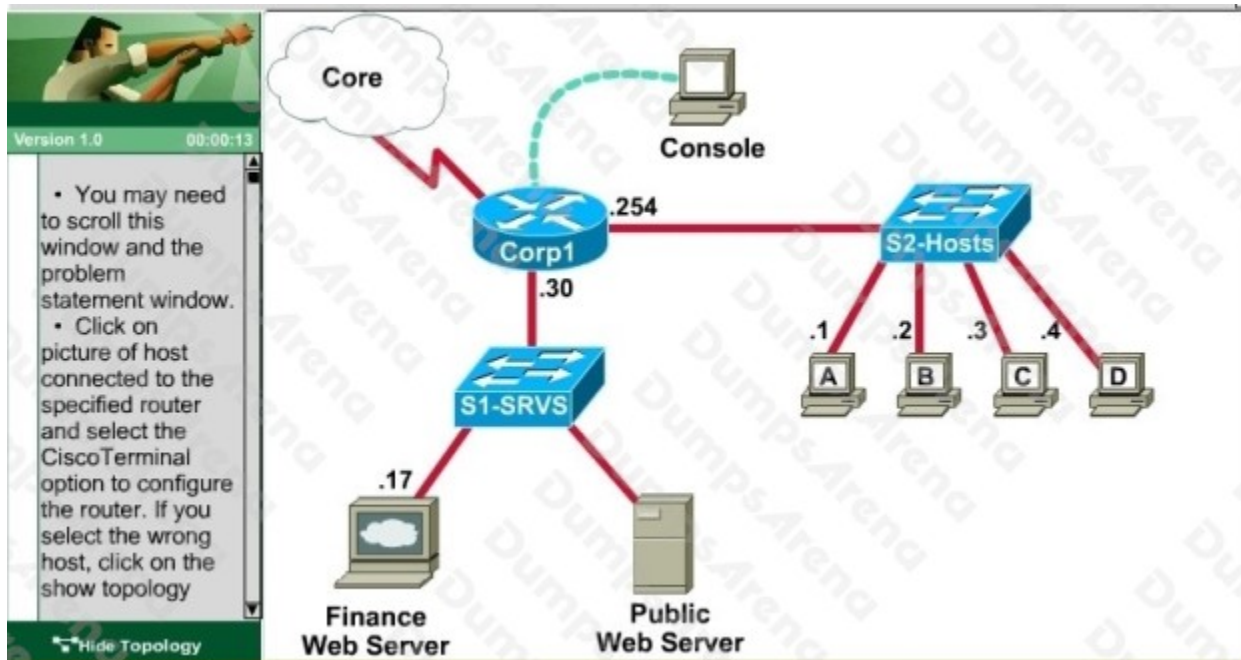 Version 1.0 00:00:13
• You may need
to scroll this
window and the
problem
statement window.
• Click on
picture of host
connected to the
specified router
and select the
CiscoTerminal
option to configure
the router. If you
select the wrong
host, click on the
show topology
Hide Topology
Core
Console
.254
Corp1
S2-Hosts
.30
.1
.2
.3
.4
A
B
C
D
S1-SRVS
.17
Finance
Web Server
Public
Web Server
DumpsArena